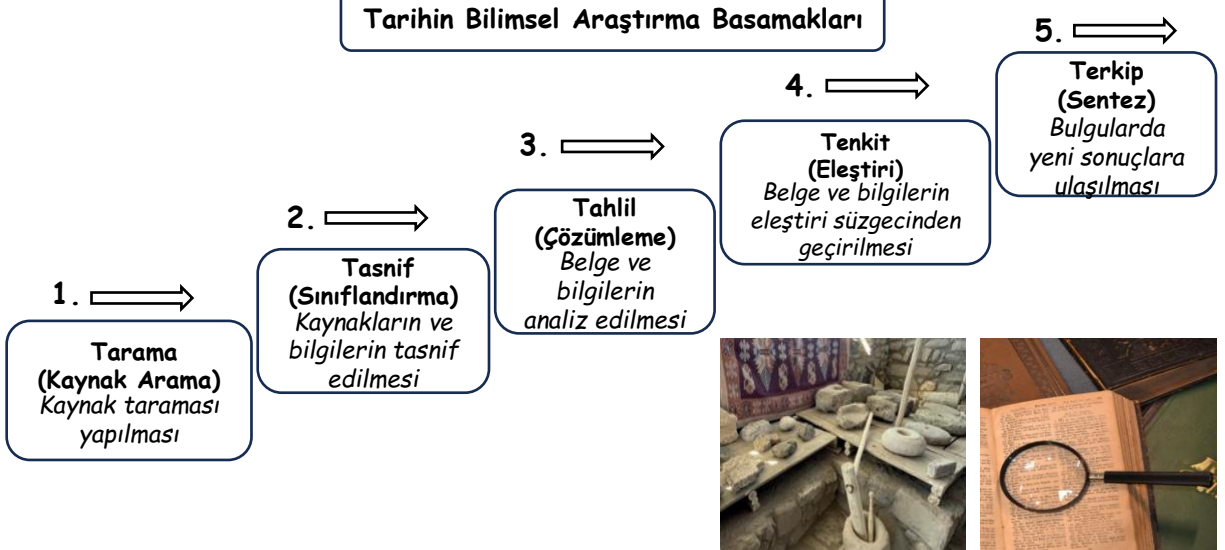 Tarihin Bilimsel Araştırma Basamakları
1.
Tarama
(Kaynak Arama)
Kaynak taraması
yapılması
2.
Tasnif
(Sınıflandırma)
Kaynakların ve
bilgilerin tasnif
edilmesi
3.
Tahlil
(Çözümleme)
Belge ve
bilgilerin
analiz edilmesi
4.
Tenkit
(Eleştiri)
Belge ve bilgilerin
eleştiri süzgecinden
geçirilmesi
5.
Terkip
(Sentez)
Bulgularda
yeni sonuçlara
ulaşılması